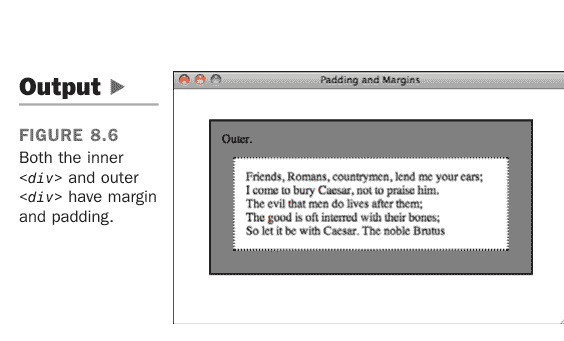 Output
FIGURE 8.6
Both the inner
<div> and outer
<div> have margin
and padding.
Padding and Margins
Outer.
Friends, Romans, countrymen, lend me your ears;
I come to bury Caesar, not to praise him.
The evil that men do lives after them;
The good is oft interred with their bones;
So let it be with Caesar. The noble Brutus